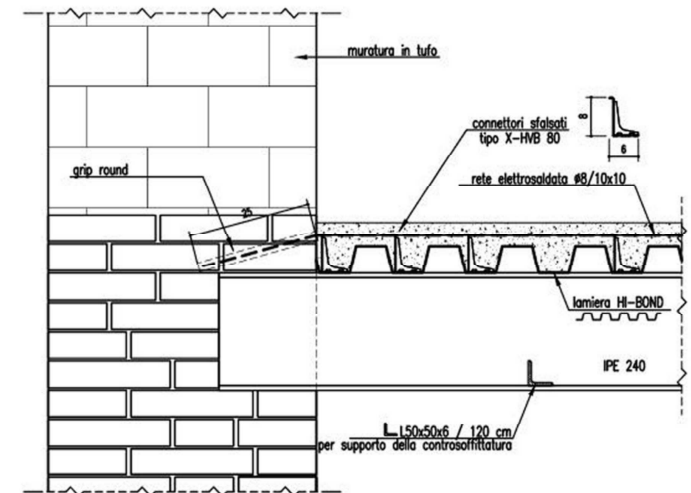 muratura in tufo
connettori sfalsati
tipo X-HVB 80
8
6
grip round
rete elettrosaldata ø8/10x10
25
lamiera HI-BOND
IPE 240
L L50x50x6 / 120 cm
per supporto della controsoffittatura